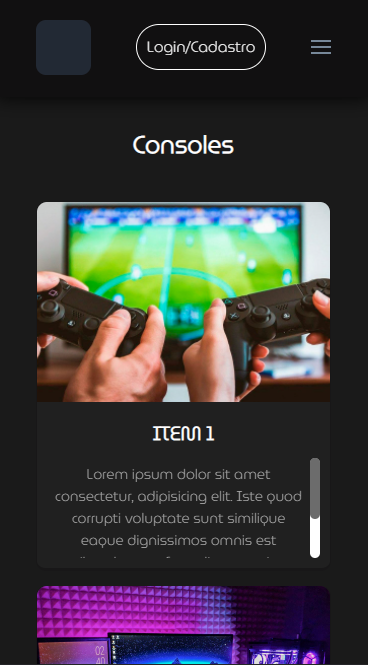 Login/Cadastro
Consoles
ITEM 1
Lorem ipsum dolor sit amet
consectetur, adipisicing elit. Iste quod
corrupti voluptate sunt similique
eaque dignissimos omnis est